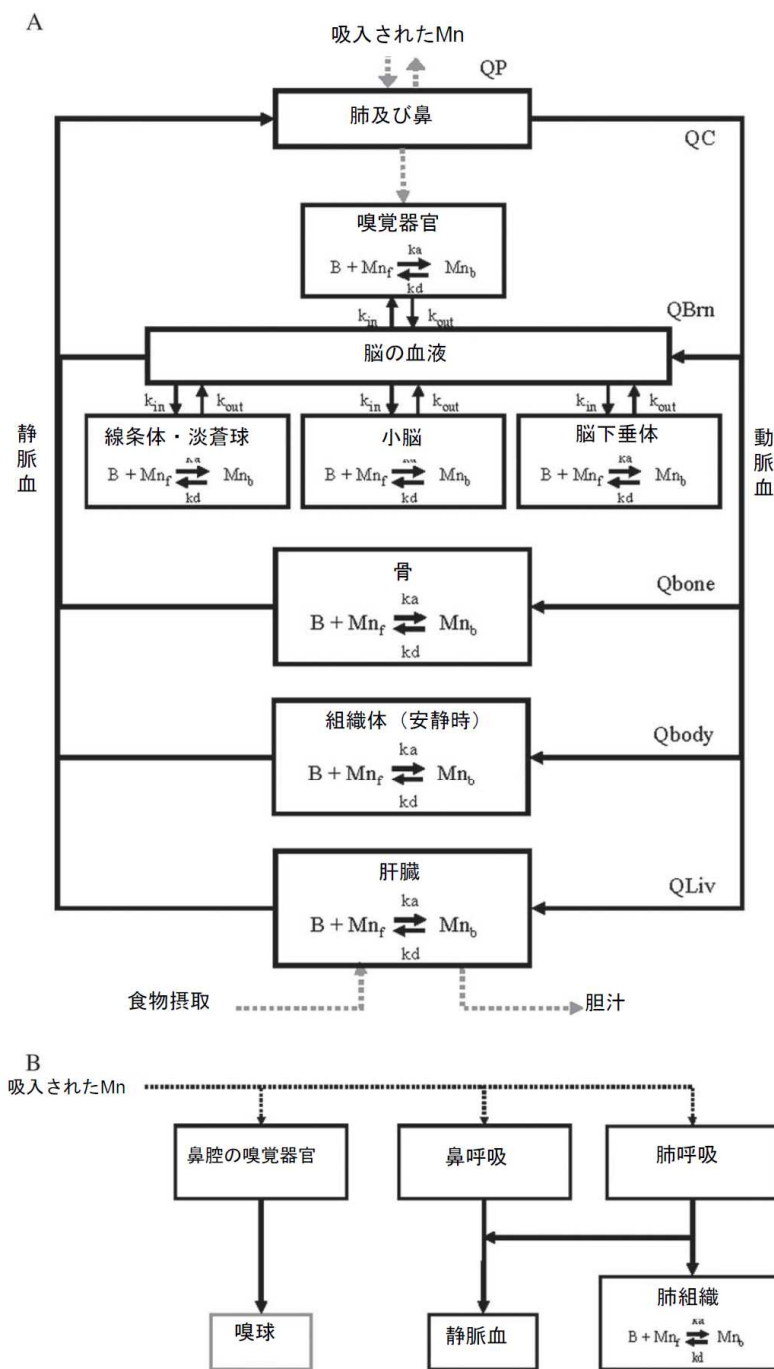 A
吸入されたMn
QP
肺及び鼻
QC
嗅覚器官
ka
B + Mnf Mnb
kd
kin kout
QBrn
脳の血液
kin kout kin kout kin kout
静脈血
動脈血
線条体・淡蒼球 小脳 脳下垂体
ka ka ka
B + Mnf Mnb B + Mnf Mnb B + Mnf Mnb
kd kd kd
骨
Qbone
ka
B + Mnf Mnb
kd
組織体（安静時）
Qbody
ka
B + Mnf Mnb
kd
肝臓
QLiv
ka
B + Mnf Mnb
kd
食物摂取 胆汁
B
吸入されたMn
鼻腔の嗅覚器官 鼻呼吸 肺呼吸
嗅球 静脈血 肺組織
ka
B + Mnf Mnb
kd